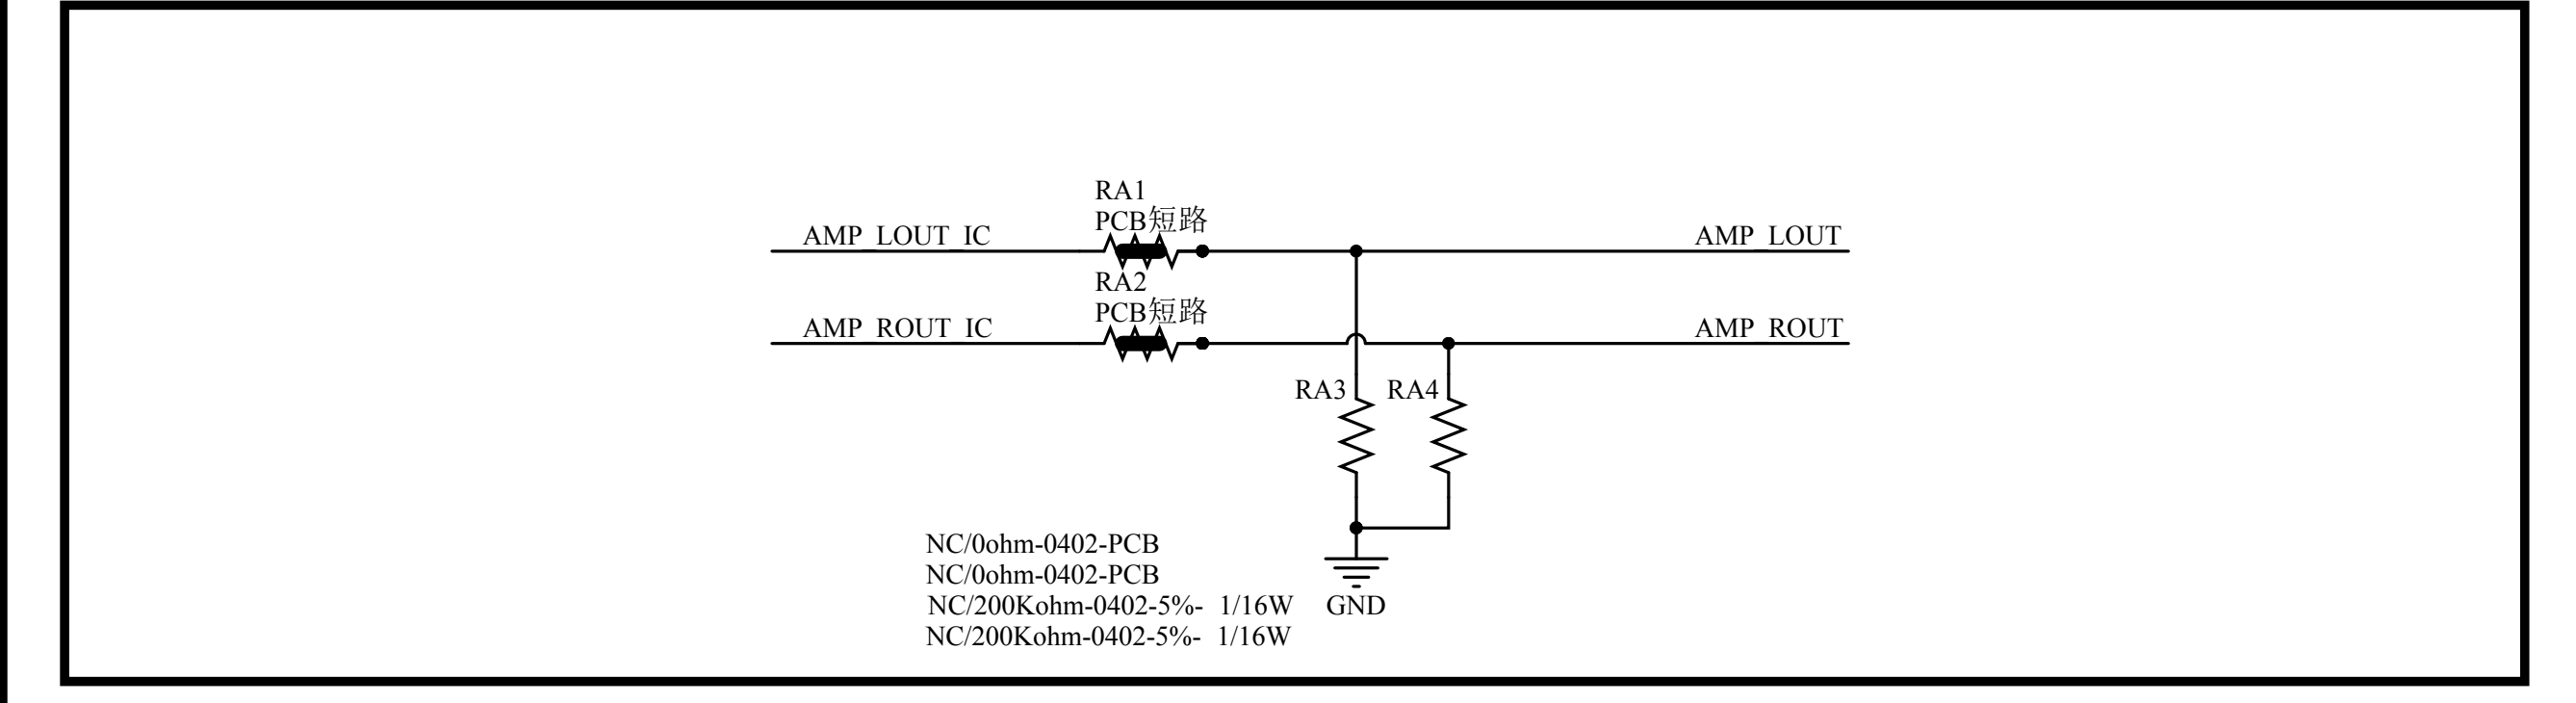 RA1
PCB短路
AMP_LOUT_IC
AMP_LOUT
RA2
PCB短路
AMP_ROUT_IC
AMP_ROUT
RA3
RA4
NC/0ohm-0402-PCB
NC/0ohm-0402-PCB
NC/200Kohm-0402-5%- 1/16W
GND
NC/200Kohm-0402-5%- 1/16W